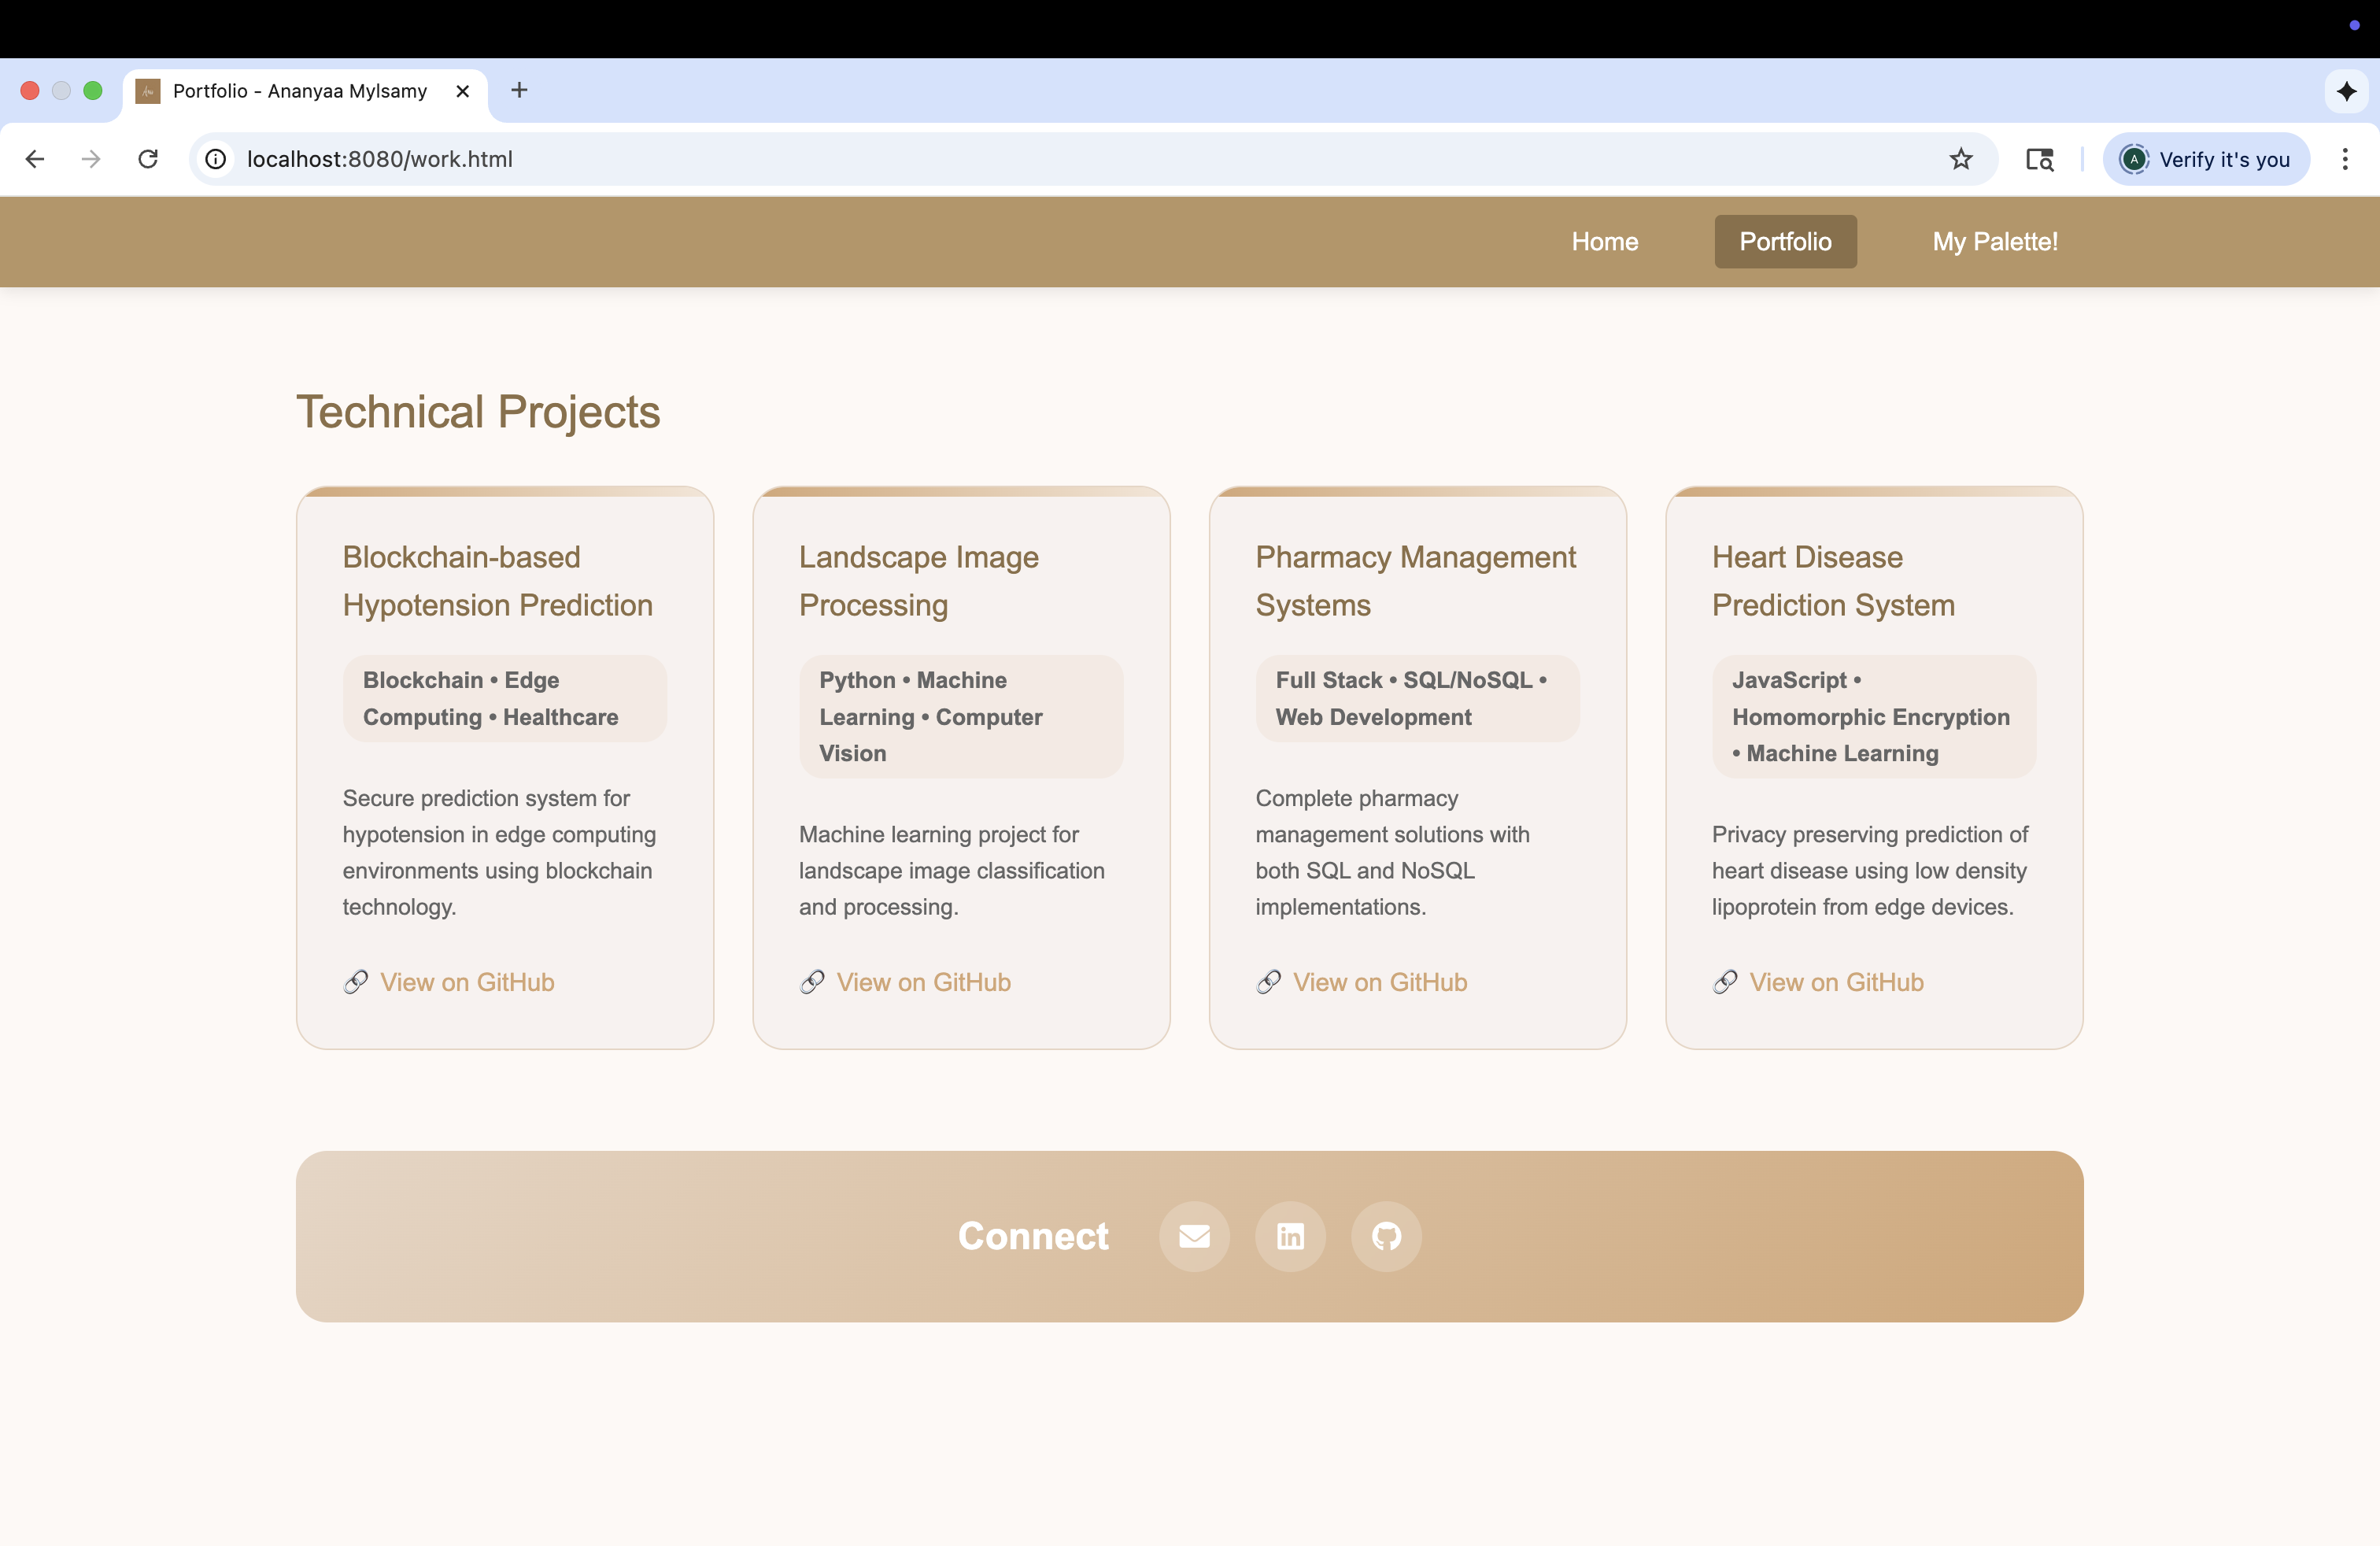 Portfolio - Ananyaa Mylsamy
localhost:8080/work.html
A
Verify it's you
Home
Portfolio
My Palette!
Technical Projects
Blockchain-based
Hypotension Prediction
Blockchain • Edge
Computing • Healthcare
Secure prediction system for
hypotension in edge computing
environments using blockchain
technology.
View on GitHub
Landscape Image
Processing
Python • Machine
Learning • Computer
Vision
Machine learning project for
landscape image classification
and processing.
View on GitHub
Pharmacy Management
Systems
Full Stack • SQL/NoSQL •
Web Development
Complete pharmacy
management solutions with
both SQL and NoSQL
implementations.
View on GitHub
Heart Disease
Prediction System
JavaScript •
Homomorphic Encryption
• Machine Learning
Privacy preserving prediction of
heart disease using low density
lipoprotein from edge devices.
View on GitHub
Connect
in